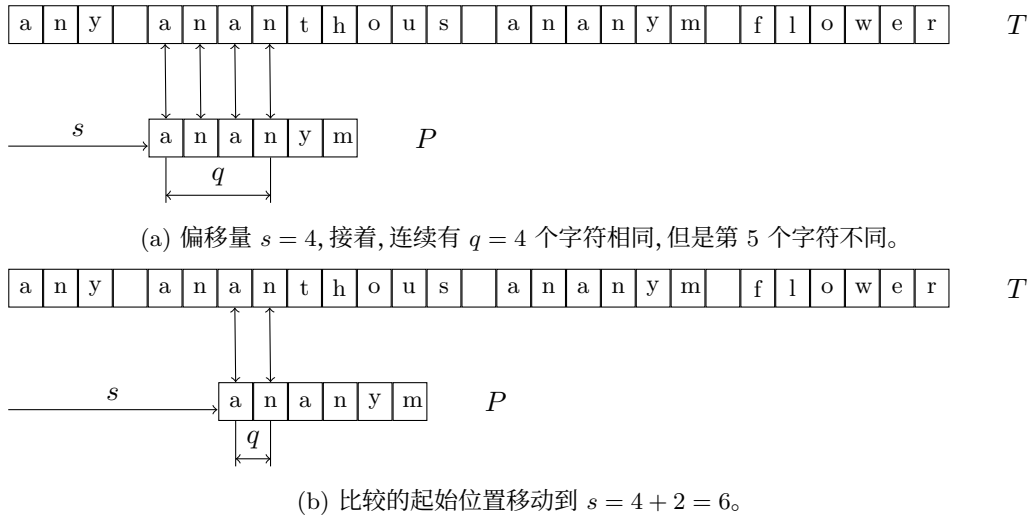 a n y a n a n t h o u s a n a n y m f l o w e r T
s a n a n y m P
q
(a) 偏移量 s = 4, 接着, 连续有 q = 4 个字符相同, 但是第 5 个字符不同。
a n y a n a n t h o u s a n a n y m f l o w e r T
s a n a n y m P
q
(b) 比较的起始位置移动到 s = 4 + 2 = 6。